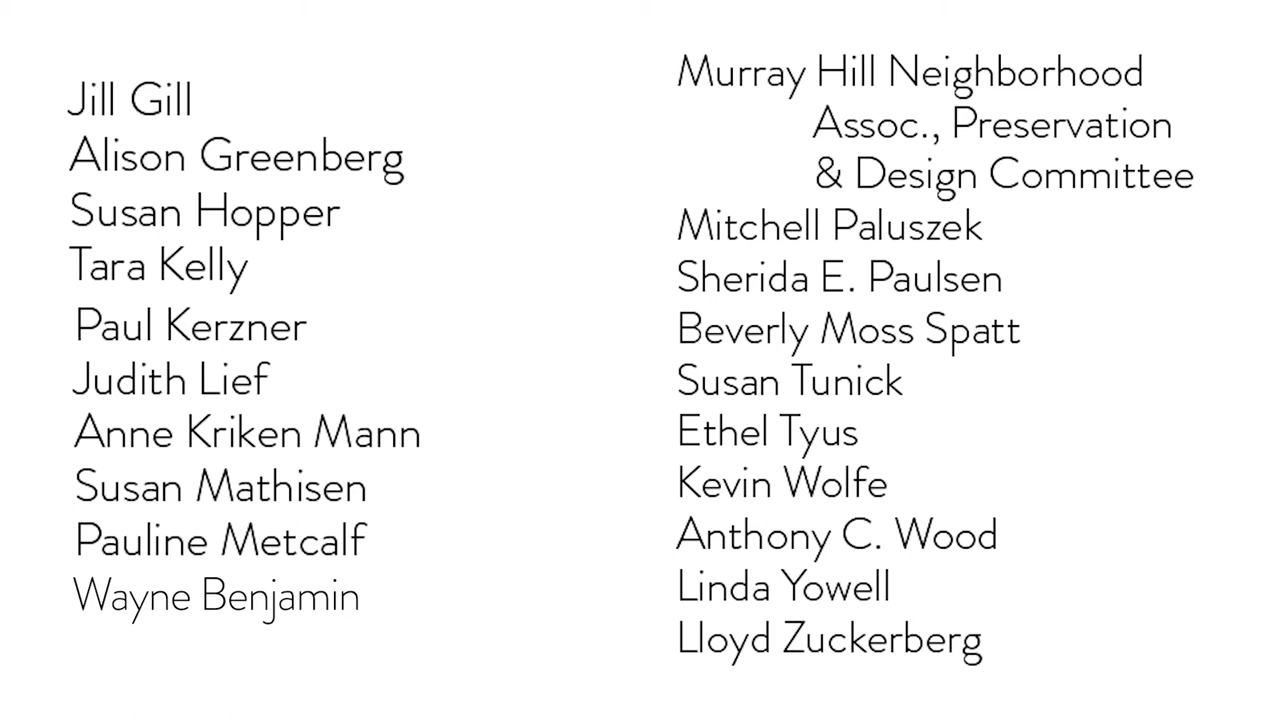 Jill Gill
Alison Greenberg
Susan Hopper
Tara Kelly
Paul Kerzner
Judith Lief
Anne Kriken Mann
Susan Mathisen
Pauline Metcalf
Wayne Benjamin
Murray Hill Neighborhood
Assoc., Preservation
& Design Committee
Mitchell Paluszek
Sherida E. Paulsen
Beverly Moss Spatt
Susan Tunick
Ethel Tyus
Kevin Wolfe
Anthony C. Wood
Linda Yowell
Lloyd Zuckerberg